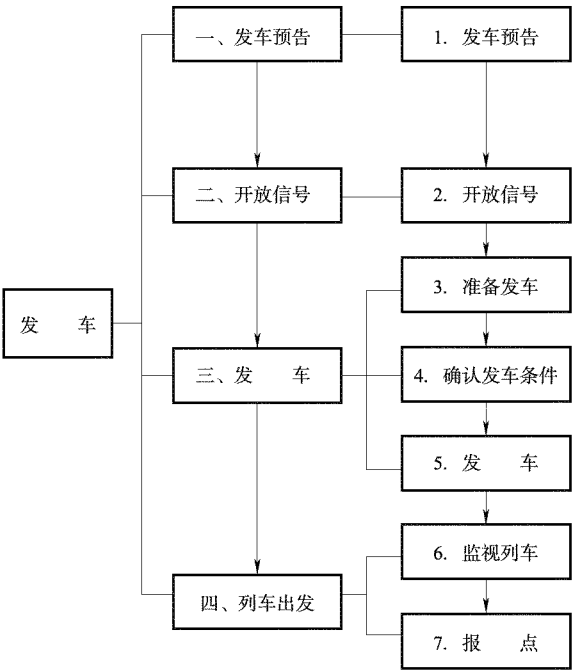 一、发车预告
1. 发车预告
二、开放信号
2. 开放信号
3. 准备发车
发 车
三、发 车
4. 确认发车条件
5. 发 车
6. 监视列车
四、列车出发
7. 报 点